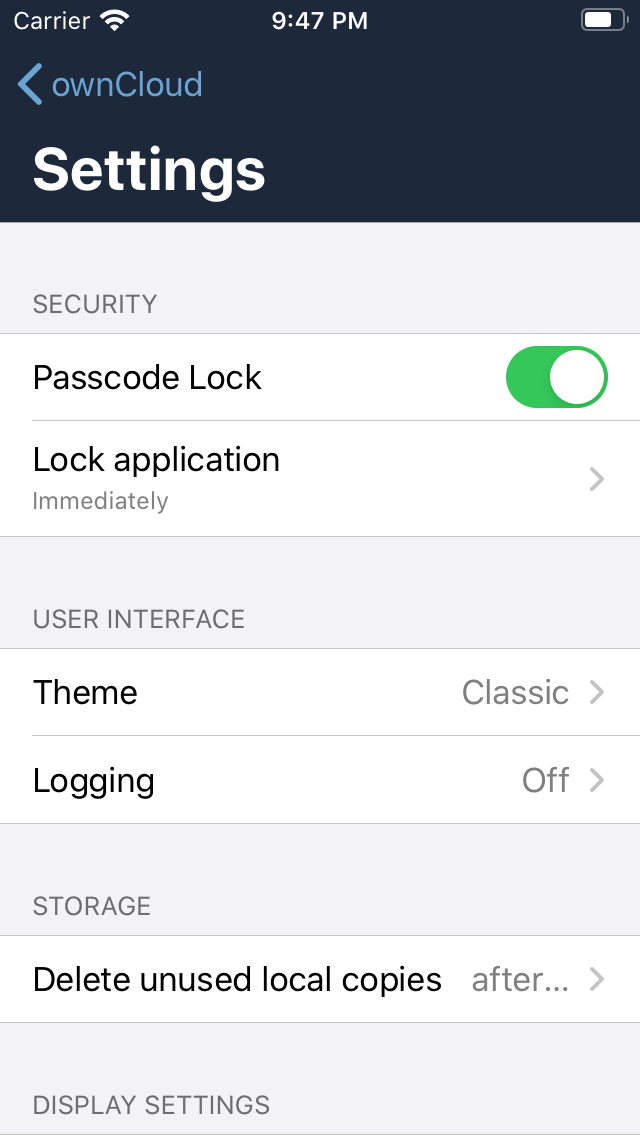 Carrier 9:47 PM
ownCloud
Settings
SECURITY
Passcode Lock
Lock application
Immediately
USER INTERFACE
Theme Classic
Logging Off
STORAGE
Delete unused local copies after...
DISPLAY SETTINGS